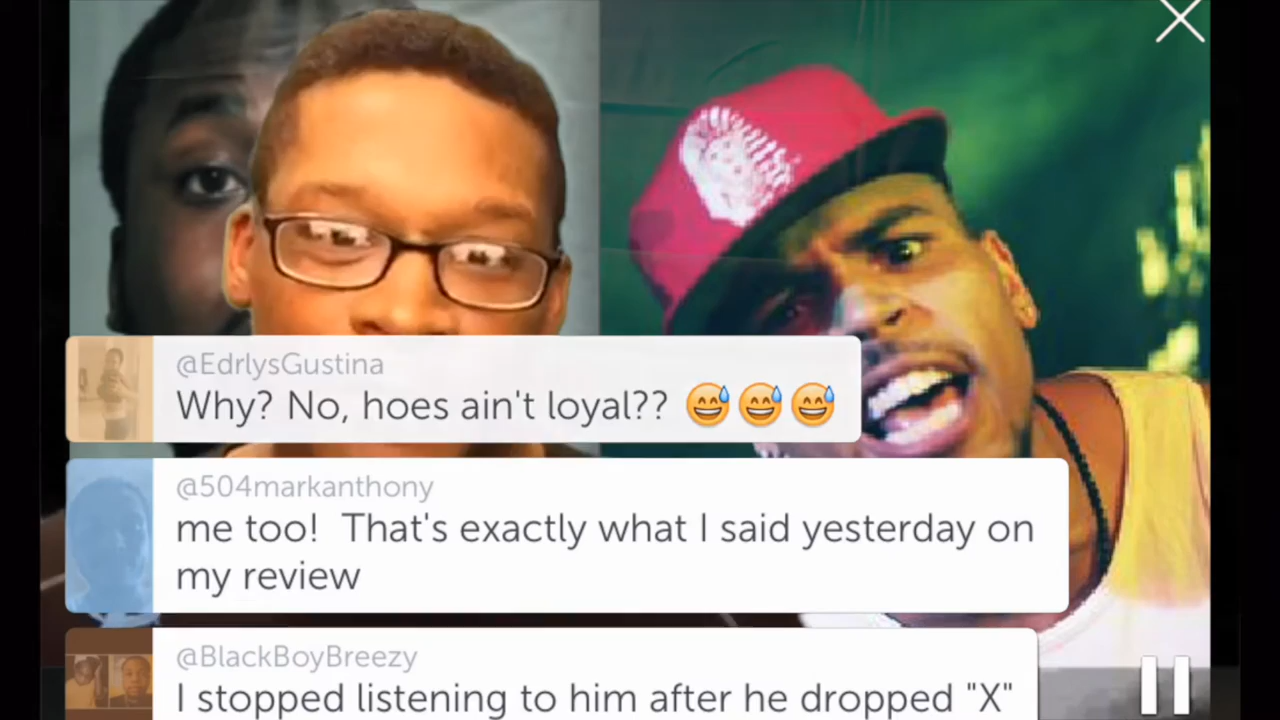 @EdrlysGustina
Why? No, hoes ain't loyal?? 😅😅😅
@504markanthony
me too! That's exactly what I said yesterday on
my review
@BlackBoyBreezy
I stopped listening to him after he dropped "X"